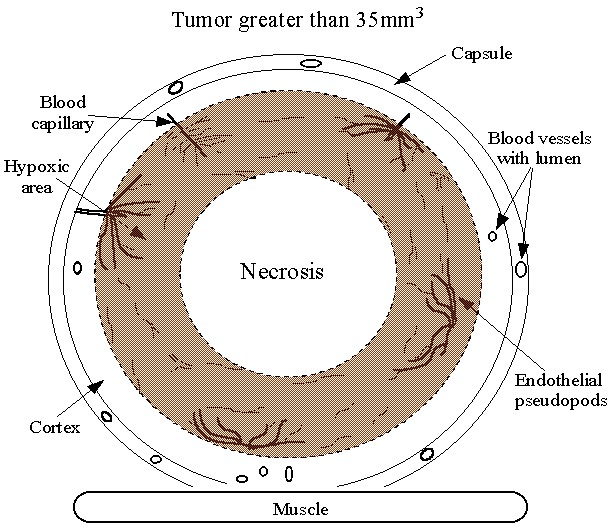 Tumor greater than 35mm³
Capsule
Blood
capillary
Blood vessels
with lumen
Hypoxic
area
Necrosis
Endothelial
pseudopods
Cortex
Muscle